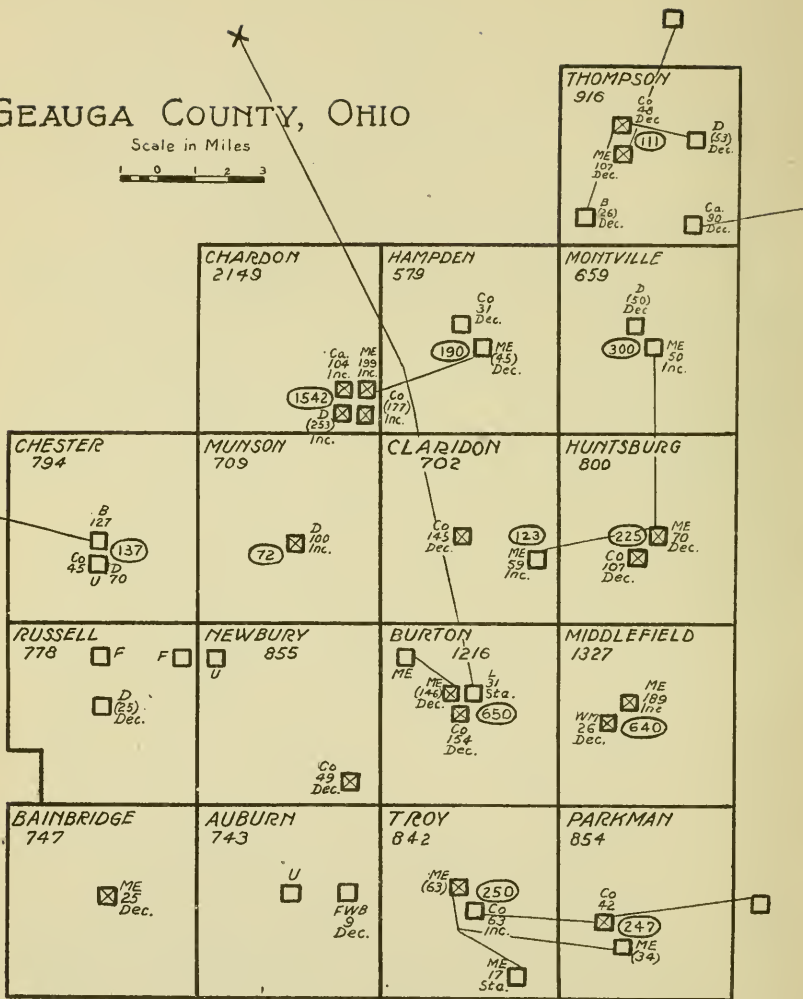 GEAUGA COUNTY, OHIO
Scale in Miles
1 0 1 2 3
THOMPSON
916
Co
48
Dec
D
(53)
Dec.
111
ME
107
Dec.
B
(26)
Dec.
Ca.
90
Dec.
CHARDON
2149
Ca.
104
Inc.
ME
199
Inc.
1542
D
(253)
Inc.
Co
(177)
Inc.
HAMPDEN
579
Co
31
Dec.
190
ME
(45)
Dec.
MONTVILLE
659
D
(50)
Dec
300
ME
50
Inc.
CHESTER
794
B
127
137
Co
45
U
D
70
MUNSON
709
72
D
100
Inc.
CLARIDON
702
Co
145
Dec.
123
ME
59
Inc.
HUNTSBURG
800
225
ME
70
Dec.
Co
107
Dec.
RUSSELL
778
F
F
D
(25)
Dec.
NEWBURY
855
U
Co
49
Dec.
BURTON
1216
ME
ME
(146)
Dec.
L
31
Sta.
650
Co
154
Dec.
MIDDLEFIELD
1327
ME
189
Inc
WM
26
Dec.
640
BAINBRIDGE
747
ME
25
Dec.
AUBURN
743
U
FWB
9
Dec.
TROY
842
ME
(63)
250
Co
63
Inc.
ME
17
Sta.
PARKMAN
854
Co
42
247
ME
(34)